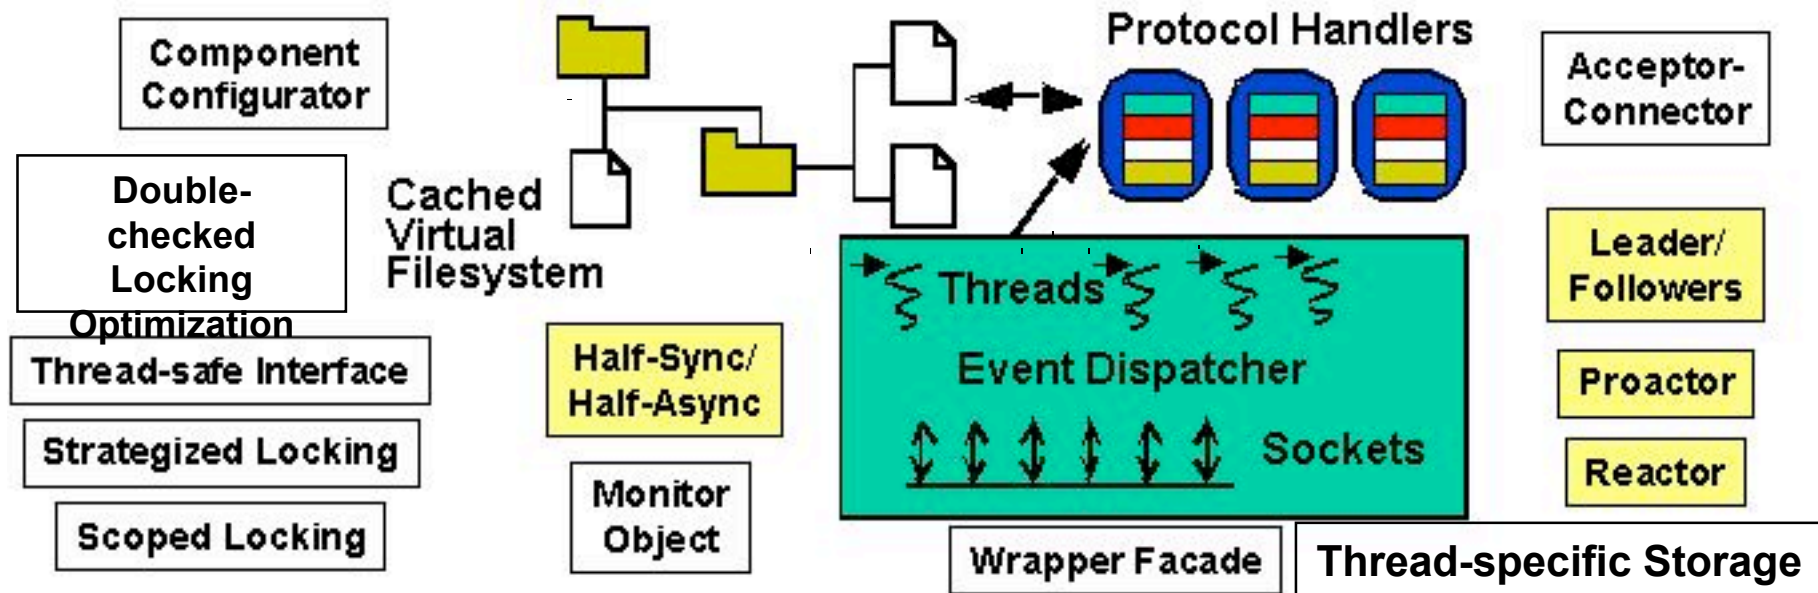 Component
Configurator
Double-
checked
Locking
Optimization
Thread-safe Interface
Strategized Locking
Scoped Locking
Cached
Virtual
Filesystem
Half-Sync/
Half-Async
Monitor
Object
Protocol Handlers
Threads
Event Dispatcher
Sockets
Wrapper Facade
Acceptor-
Connector
Leader/
Followers
Proactor
Reactor
Thread-specific Storage